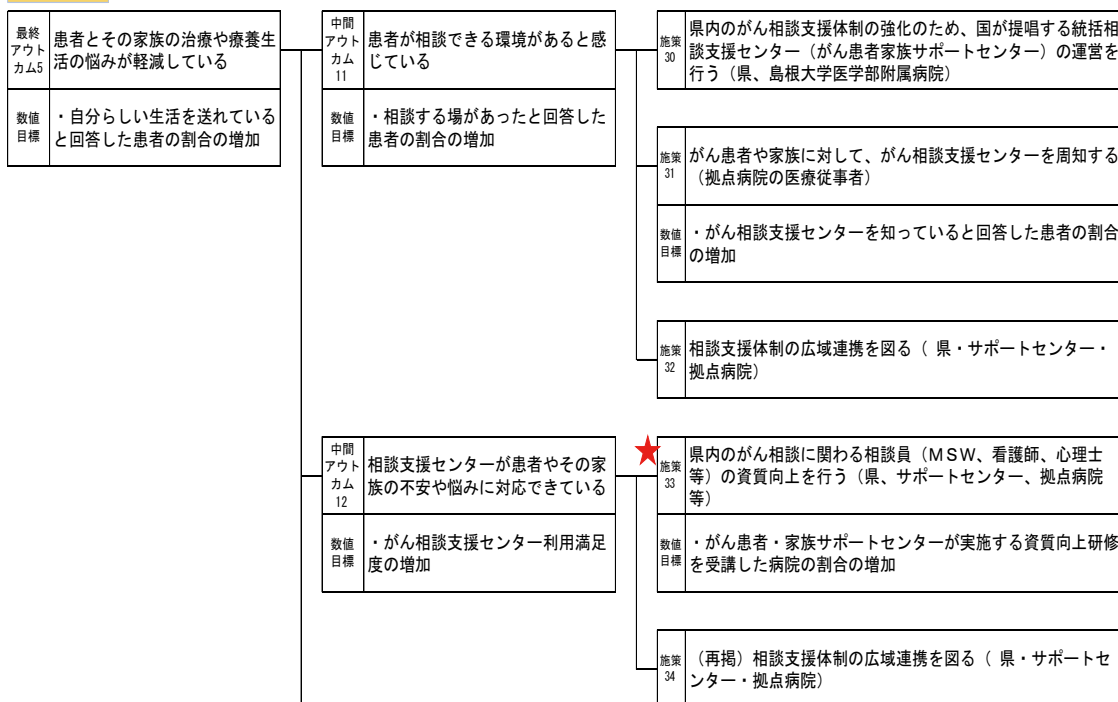 最終
アウト
カム5
患者とその家族の治療や療養生
活の悩みが軽減している
数値
目標
・自分らしい生活を送れている
と回答した患者の割合の増加
中間
アウト
カム
11
患者が相談できる環境があると感
じている
数値
目標
・相談する場があったと回答した
患者の割合の増加
施策
30
県内のがん相談支援体制の強化のため、国が提唱する統括相
談支援センター（がん患者家族サポートセンター）の運営を
行う（県、島根大学医学部附属病院）
施策
31
がん患者や家族に対して、がん相談支援センターを周知する
（拠点病院の医療従事者）
数値
目標
・がん相談支援センターを知っていると回答した患者の割合
の増加
施策
32
相談支援体制の広域連携を図る（ 県・サポートセンター・
拠点病院）
中間
アウト
カム
12
相談支援センターが患者やその家
族の不安や悩みに対応できている
数値
目標
・がん相談支援センター利用満足
度の増加
★
施策
33
県内のがん相談に関わる相談員（ＭＳＷ、看護師、心理士
等）の資質向上を行う（県、サポートセンター、拠点病院
等）
数値
目標
・がん患者・家族サポートセンターが実施する資質向上研修
を受講した病院の割合の増加
施策
34
（再掲）相談支援体制の広域連携を図る（ 県・サポートセ
ンター・拠点病院）